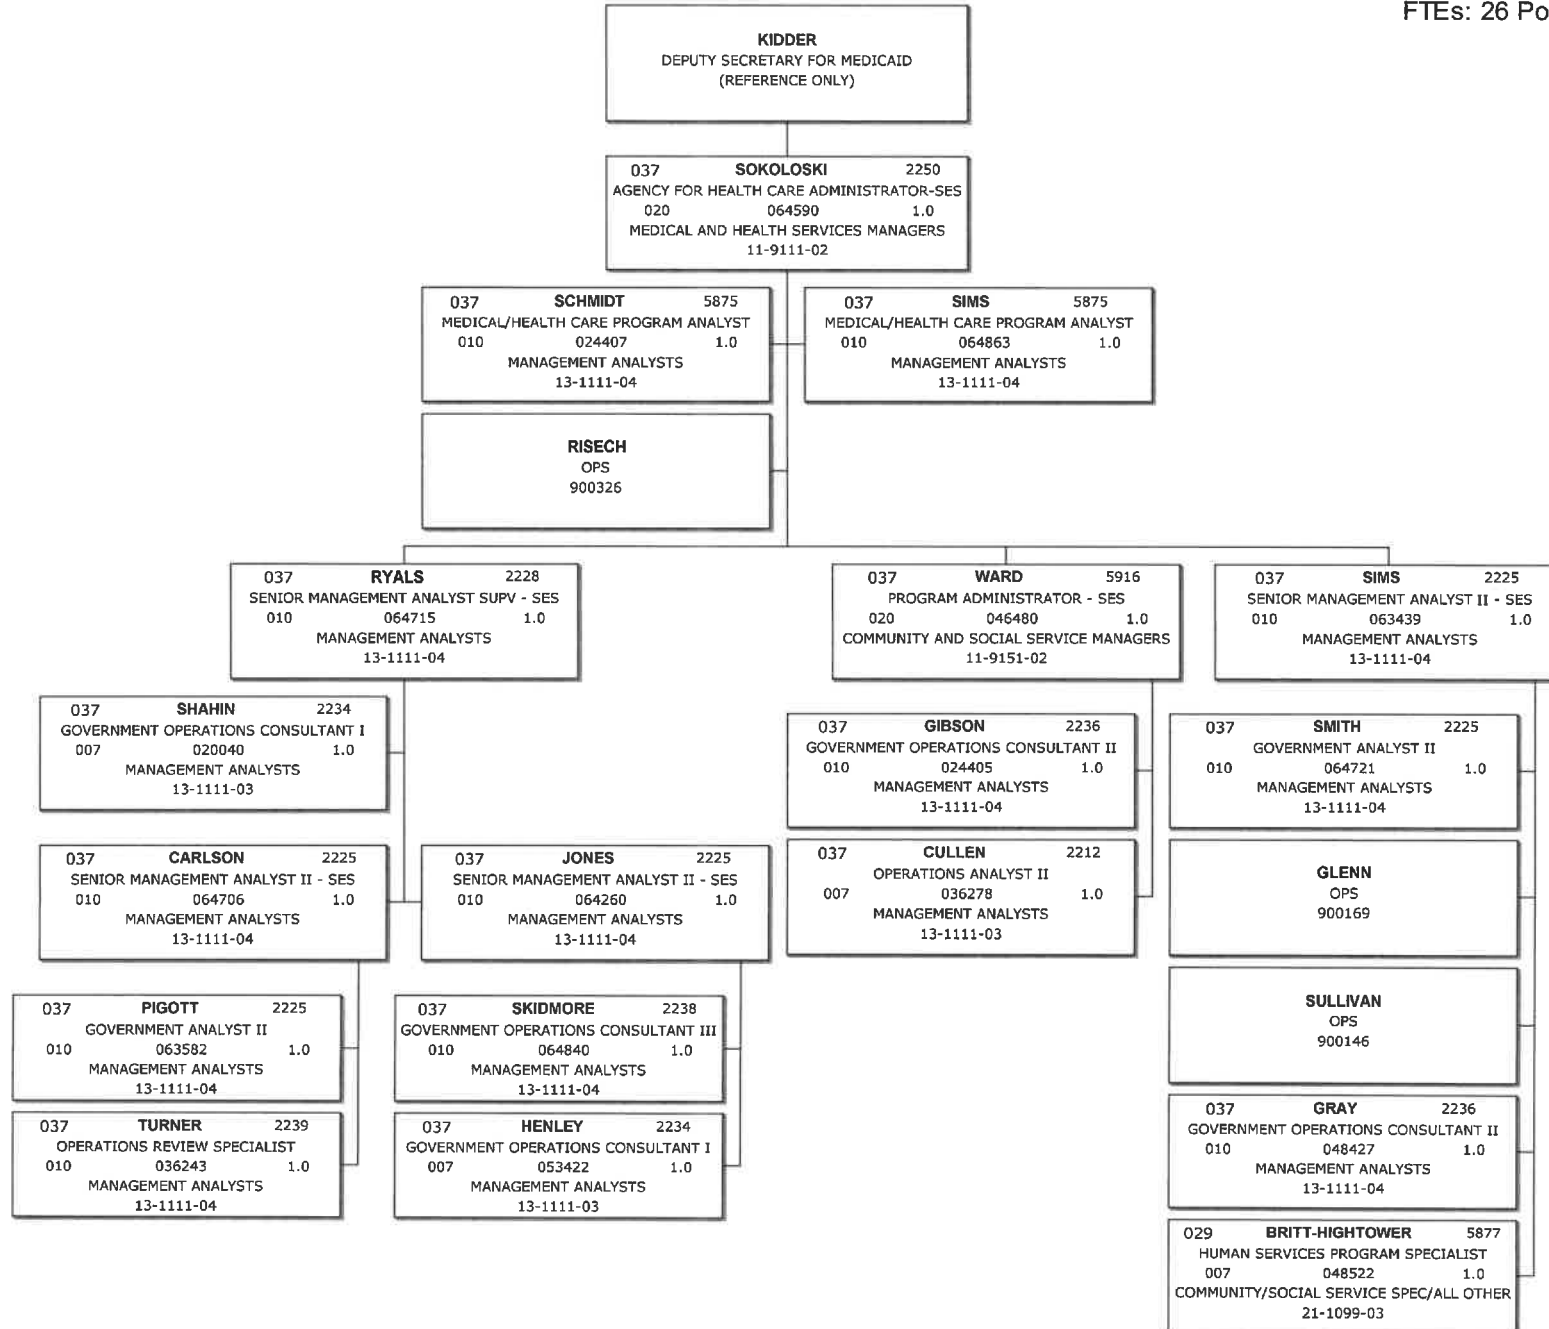 FTEs: 26 Po
KIDDER
DEPUTY SECRETARY FOR MEDICAID
(REFERENCE ONLY)
037 SOKOLOSKI 2250
AGENCY FOR HEALTH CARE ADMINISTRATOR-SES
020 064590 1.0
MEDICAL AND HEALTH SERVICES MANAGERS
11-9111-02
037 SCHMIDT 5875
MEDICAL/HEALTH CARE PROGRAM ANALYST
010 024407 1.0
MANAGEMENT ANALYSTS
13-1111-04
037 SIMS 5875
MEDICAL/HEALTH CARE PROGRAM ANALYST
010 064863 1.0
MANAGEMENT ANALYSTS
13-1111-04
RISECH
OPS
900326
037 RYALS 2228
SENIOR MANAGEMENT ANALYST SUPV - SES
010 064715 1.0
MANAGEMENT ANALYSTS
13-1111-04
037 WARD 5916
PROGRAM ADMINISTRATOR - SES
020 046480 1.0
COMMUNITY AND SOCIAL SERVICE MANAGERS
11-9151-02
037 SIMS 2225
SENIOR MANAGEMENT ANALYST II - SES
010 063439 1.0
MANAGEMENT ANALYSTS
13-1111-04
037 SHAHIN 2234
GOVERNMENT OPERATIONS CONSULTANT I
007 020040 1.0
MANAGEMENT ANALYSTS
13-1111-03
037 CARLSON 2225
SENIOR MANAGEMENT ANALYST II - SES
010 064706 1.0
MANAGEMENT ANALYSTS
13-1111-04
037 JONES 2225
SENIOR MANAGEMENT ANALYST II - SES
010 064260 1.0
MANAGEMENT ANALYSTS
13-1111-04
037 PIGOTT 2225
GOVERNMENT ANALYST II
010 063582 1.0
MANAGEMENT ANALYSTS
13-1111-04
037 TURNER 2239
OPERATIONS REVIEW SPECIALIST
010 036243 1.0
MANAGEMENT ANALYSTS
13-1111-04
037 SKIDMORE 2238
GOVERNMENT OPERATIONS CONSULTANT III
010 064840 1.0
MANAGEMENT ANALYSTS
13-1111-04
037 HENLEY 2234
GOVERNMENT OPERATIONS CONSULTANT I
007 053422 1.0
MANAGEMENT ANALYSTS
13-1111-03
037 GIBSON 2236
GOVERNMENT OPERATIONS CONSULTANT II
010 024405 1.0
MANAGEMENT ANALYSTS
13-1111-04
037 CULLEN 2212
OPERATIONS ANALYST II
007 036278 1.0
MANAGEMENT ANALYSTS
13-1111-03
037 SMITH 2225
GOVERNMENT ANALYST II
010 064721 1.0
MANAGEMENT ANALYSTS
13-1111-04
GLENN
OPS
900169
SULLIVAN
OPS
900146
037 GRAY 2236
GOVERNMENT OPERATIONS CONSULTANT II
010 048427 1.0
MANAGEMENT ANALYSTS
13-1111-04
029 BRITT-HIGHTOWER 5877
HUMAN SERVICES PROGRAM SPECIALIST
007 048522 1.0
COMMUNITY/SOCIAL SERVICE SPEC/ALL OTHER
21-1099-03